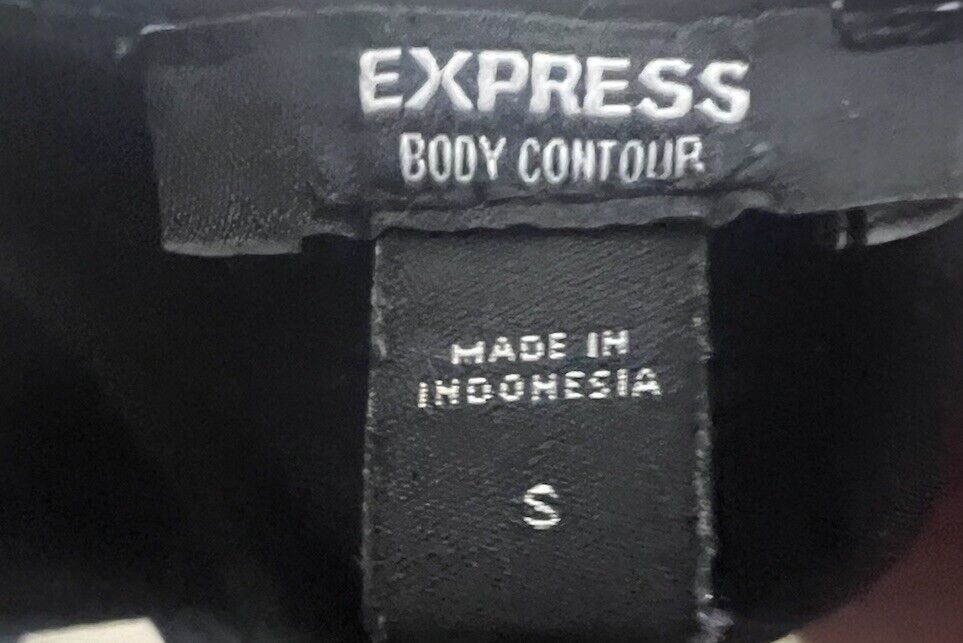 EXPRESS
BODY CONTOUR
MADE IN
INDONESIA
S